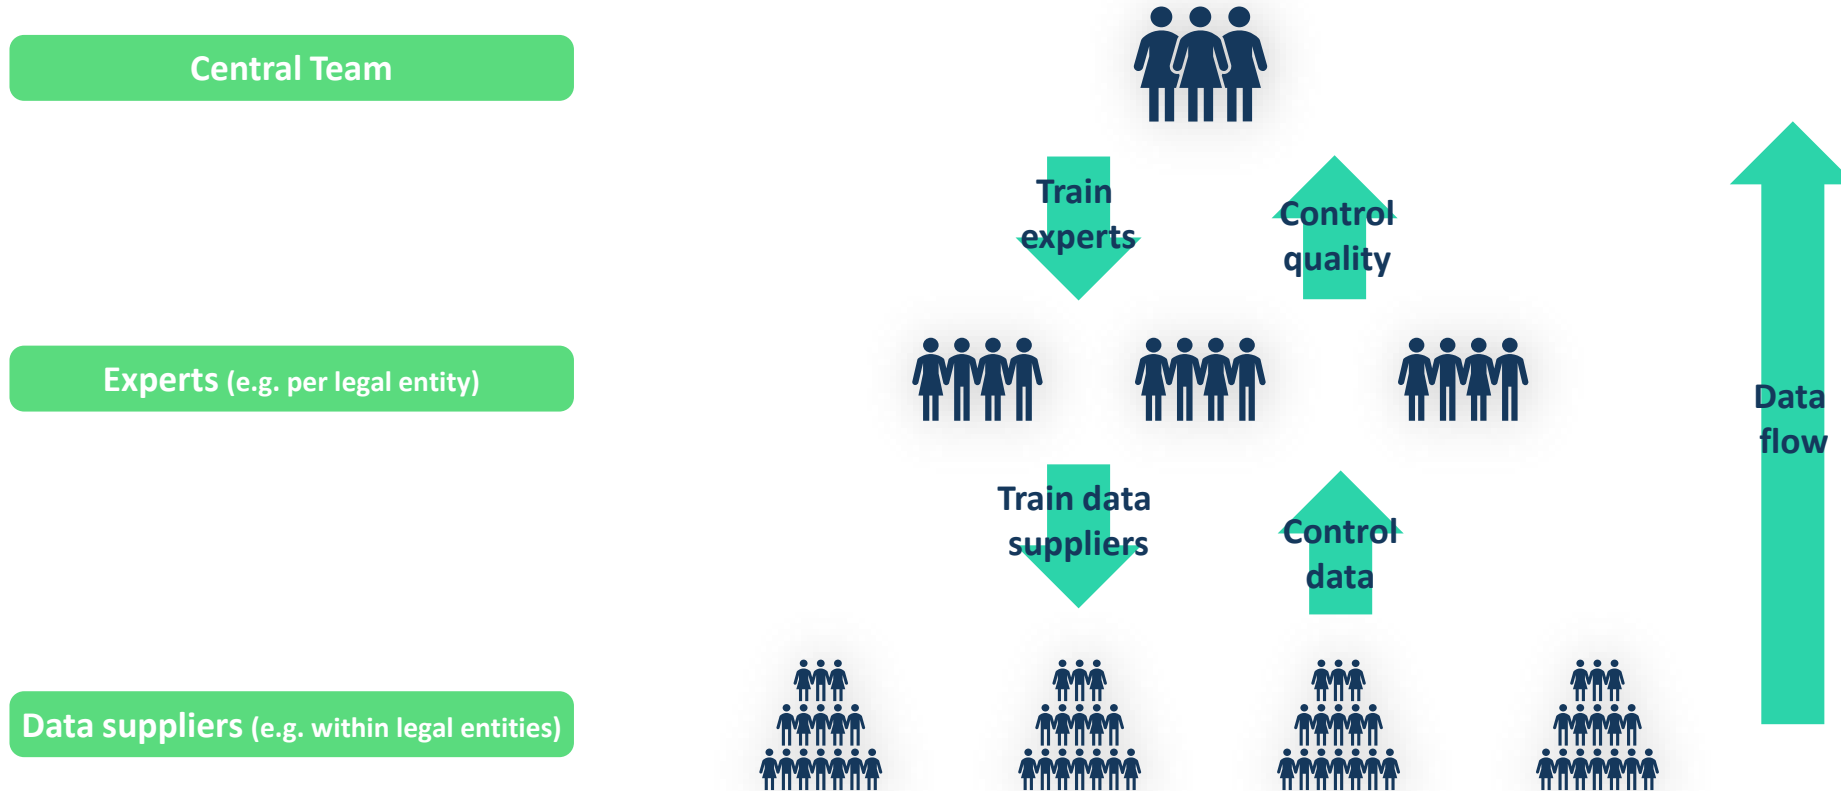 Central Team
Train
experts
Control
quality
Experts (e.g. per legal entity)
Data
flow
Train data
suppliers
Control
data
Data suppliers (e.g. within legal entities)